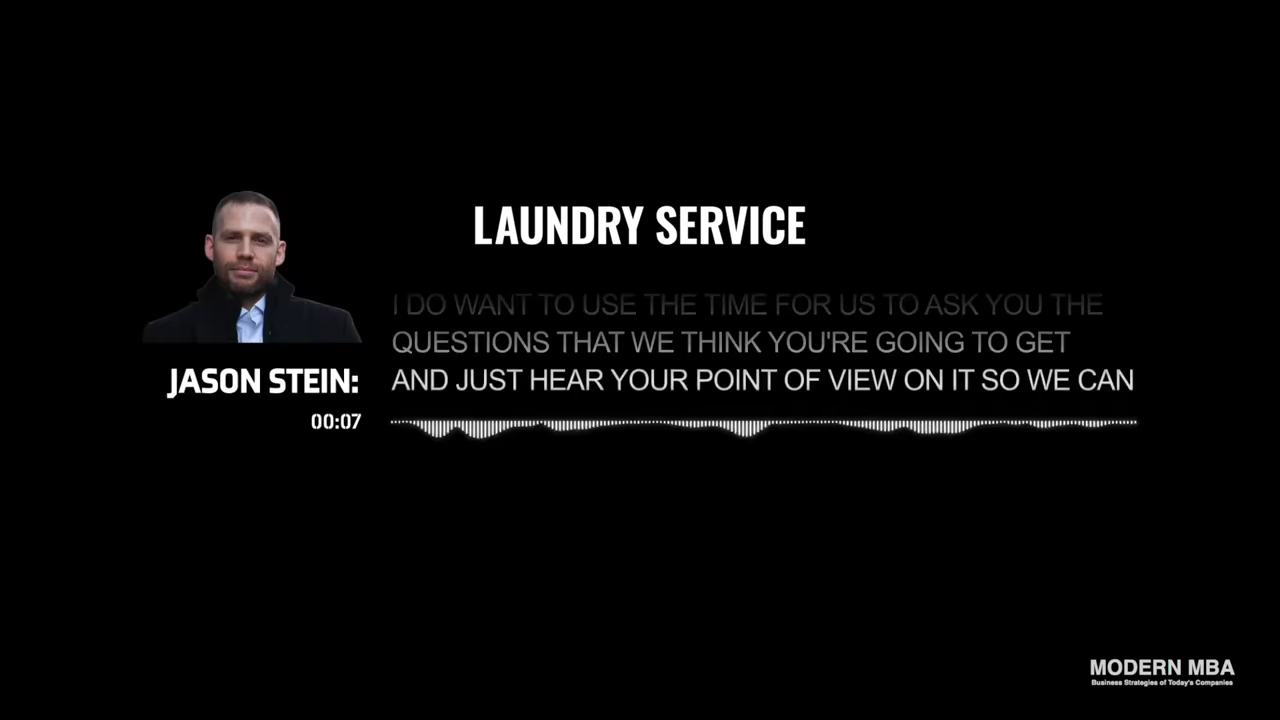 LAUNDRY SERVICE
I DO WANT TO USE THE TIME FOR US TO ASK YOU THE
QUESTIONS THAT WE THINK YOU'RE GOING TO GET
AND JUST HEAR YOUR POINT OF VIEW ON IT SO WE CAN
JASON STEIN:
00:07
MODERN MBA
Business Strategies of Today's Companies